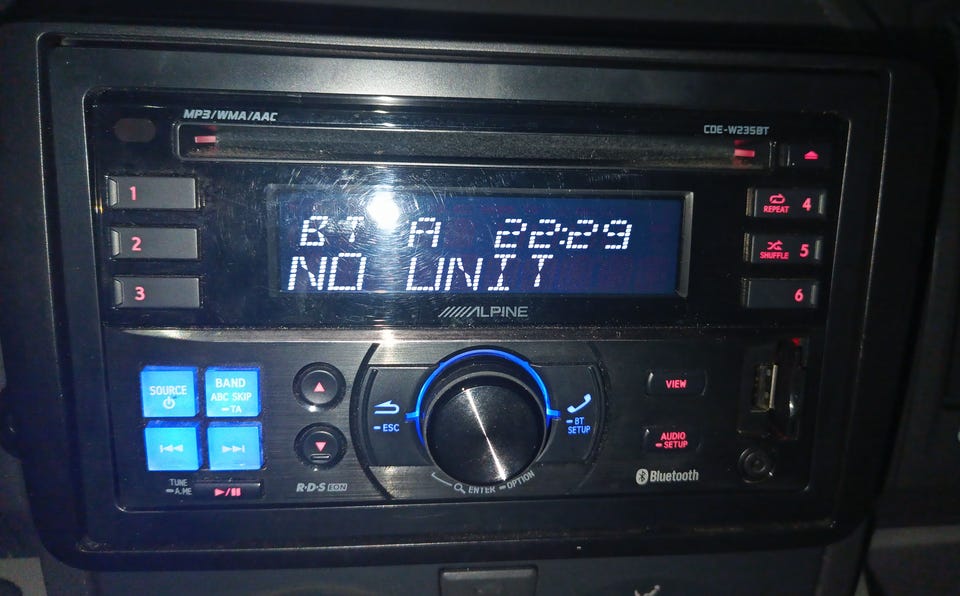 MP3/WMA/AAC
CDE-W235BT
1
2
3
BT A 22:29
NO UNIT
REPEAT 4
SHUFFLE 5
6
ALPINE
SOURCE
BAND
ABC SKIP
TA
TUNE
A.ME
R·D·S EON
ESC
ENTER OPTION
BT
SETUP
VIEW
AUDIO
SETUP
Bluetooth